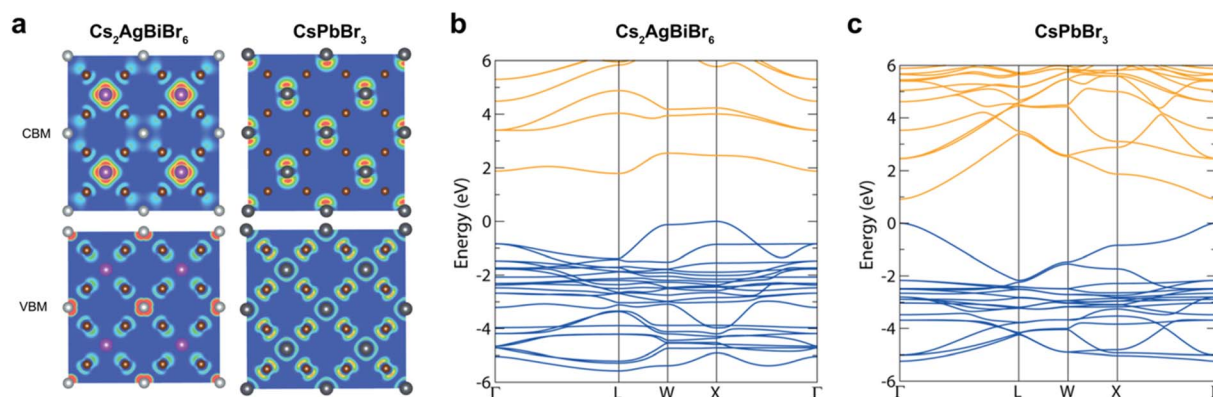 a
Cs₂AgBiBr₆
CsPbBr₃
CBM
VBM
b
Cs₂AgBiBr₆
Energy (eV)
6
4
2
0
-2
-4
-6
Γ L W X Γ
c
CsPbBr₃
Energy (eV)
6
4
2
0
-2
-4
-6
Γ L W X Γ